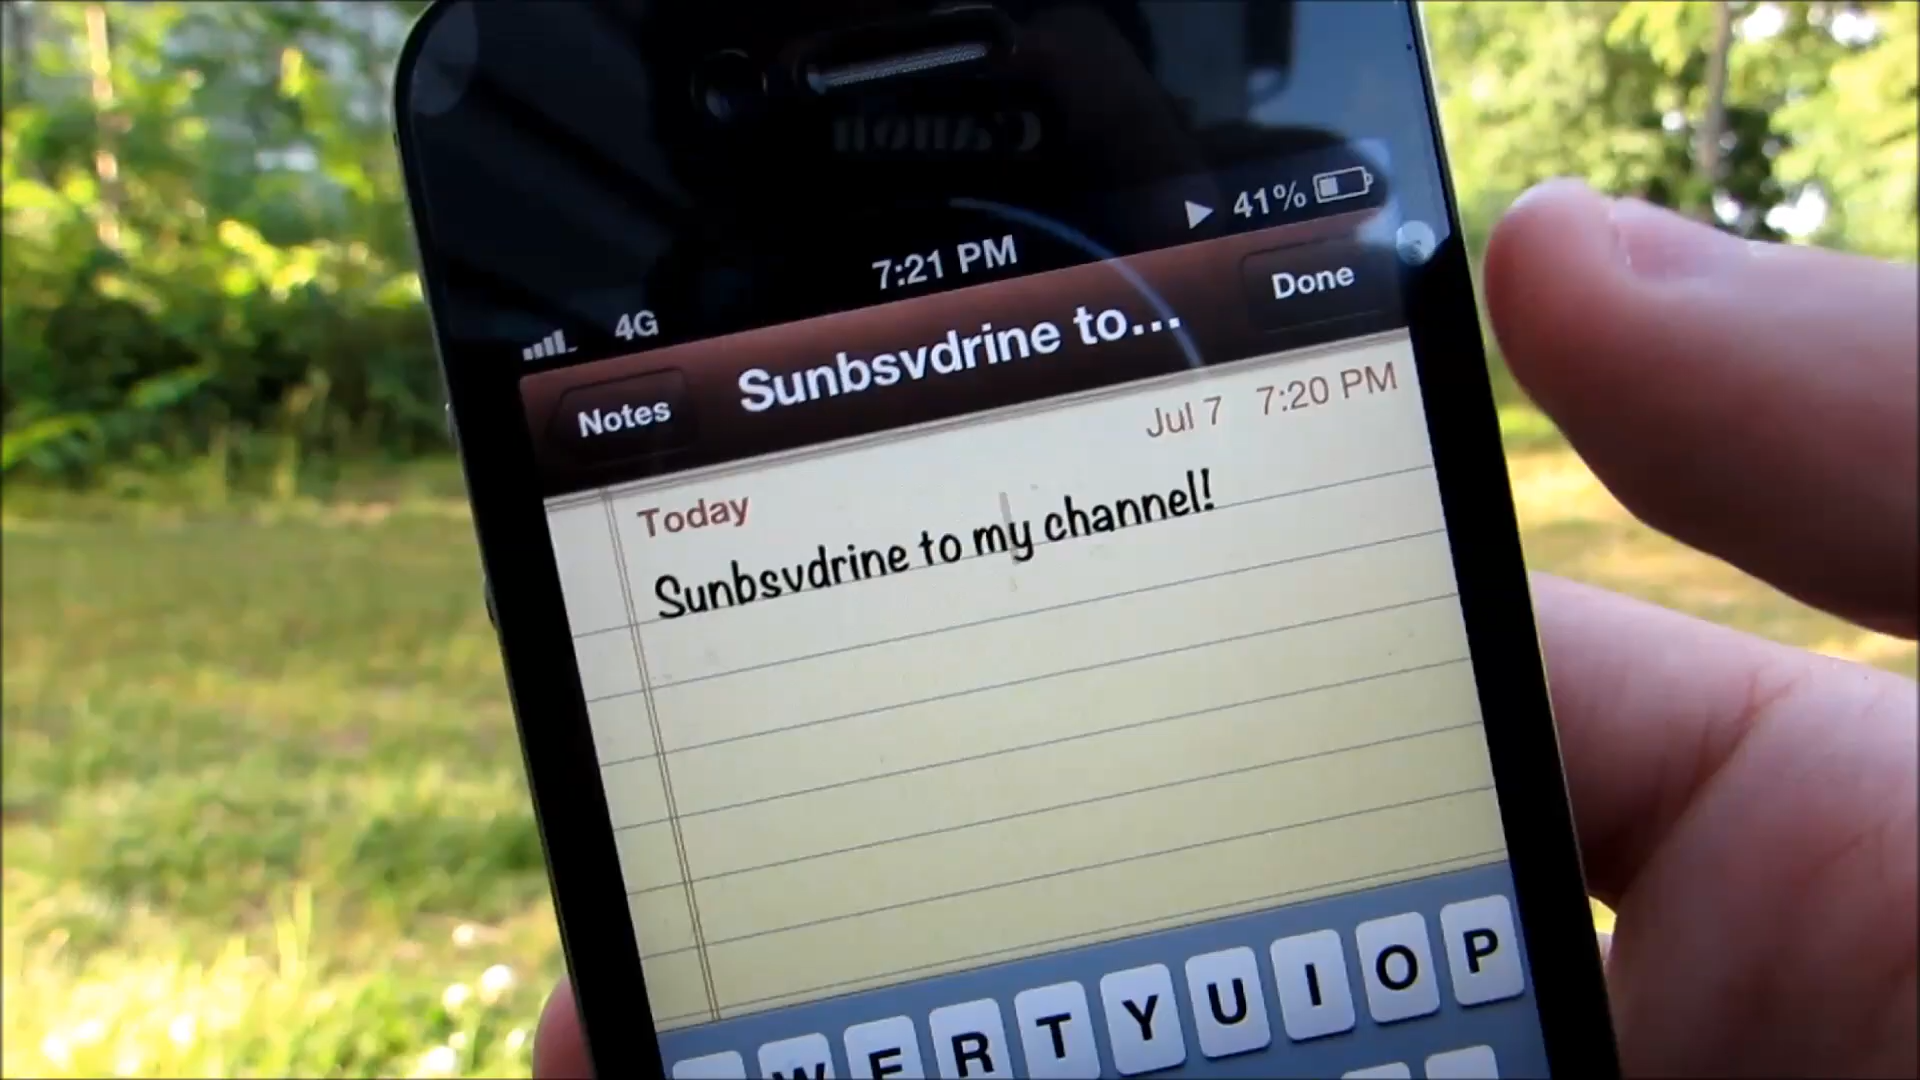 Canon
41%
7:21 PM
4G
Done
Sunbsvdrine to...
Notes
Jul 7 7:20 PM
Today
Sunbsvdrine to my channel!
W E R T Y U I O P